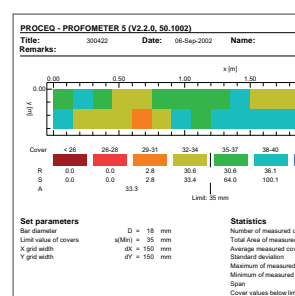 PROCEQ - PROFOMETER 5 (V2.2.0, 50.1002)
Title: 300422 Date: 06-Sep-2002 Name:
Remarks:
x [m]
0.00 0.50 1.00 1.50
0.00
y [m]
Cover < 26 26-28 29-31 32-34 35-37 38-40
R 0.0 0.0 2.8 30.6 30.6 36.1
S 0.0 0.0 2.8 33.4 64.0 100.1
A 33.3
Limit: 35 mm
Set parameters Statistics
Bar diameter D = 18 mm Number of measured
Limit value of covers s(Min) = 35 mm Total Area of measured
X grid width dX = 150 mm Average measured
Y grid width dY = 150 mm Standard deviation
Maximum of measured
Minimum of measured
Span
Cover values below